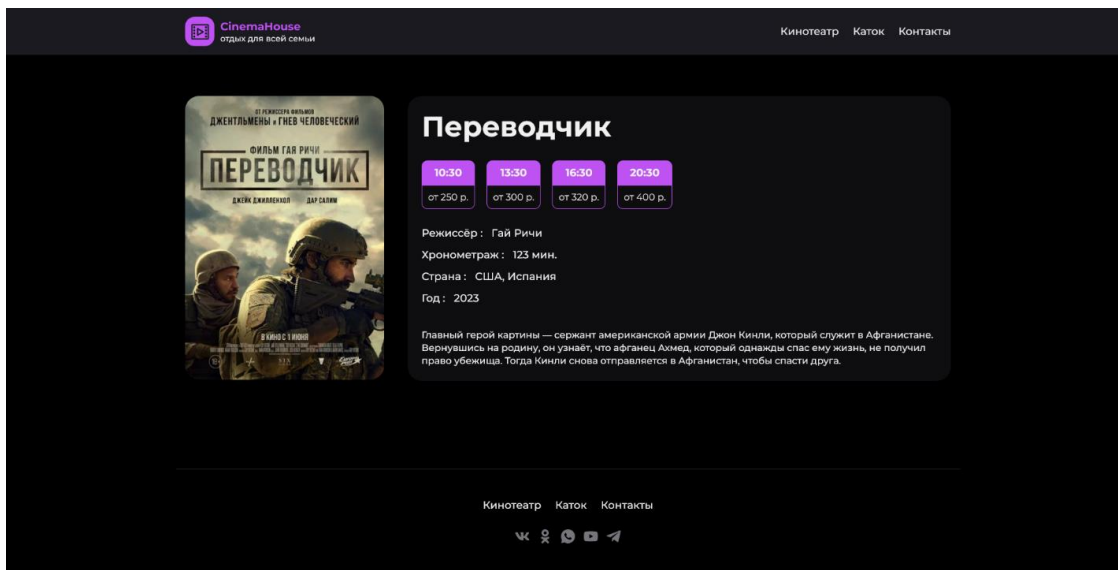 CinemaHouse
отдых для всей семьи
Кинотеатр Каток Контакты
ОТ РЕЖИССЕРА ФИЛЬМОВ
ДЖЕНТЛЬМЕНЫ и ГНЕВ ЧЕЛОВЕЧЕСКИЙ
ФИЛЬМ ГАЯ РИЧИ
ПЕРЕВОДЧИК
ДЖЕЙК ДЖИЛЛЕНХОЛ ДАР САЛИМ
В КИНО С 1 ИЮНЯ
18+
Переводчик
10:30 13:30 16:30 20:30
от 250 р. от 300 р. от 320 р. от 400 р.
Режиссёр : Гай Ричи
Хронометраж : 123 мин.
Страна : США, Испания
Год : 2023
Главный герой картины — сержант американской армии Джон Кинли, который служит в Афганистане.
Вернувшись на родину, он узнаёт, что афганец Ахмед, который однажды спас ему жизнь, не получил
право убежища. Тогда Кинли снова отправляется в Афганистан, чтобы спасти друга.
Кинотеатр Каток Контакты